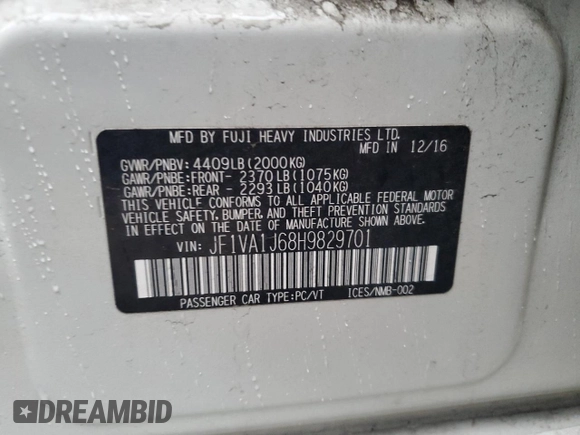 MFD BY FUJI HEAVY INDUSTRIES LTD.
MFD IN 12/16
GVWR/PNBV: 4409LB(2000KG)
GAWR/PNBE:FRONT- 2370LB(1075KG)
GAWR/PNBE:REAR - 2293LB(1040KG)
THIS VEHICLE CONFORMS TO ALL APPLICABLE FEDERAL MOTOR
VEHICLE SAFETY, BUMPER, AND THEFT PREVENTION STANDARDS
IN EFFECT ON THE DATE OF MANUFACTURE SHOWN ABOVE.
VIN: JF1VA1J68H9829701
PASSENGER CAR TYPE:PC/VT ICES/NMB-002
DREAMBID